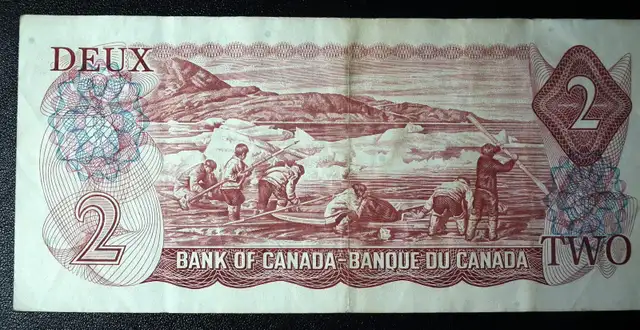 DEUX
2
2
BANK OF CANADA-BANQUE DU CANADA
TWO